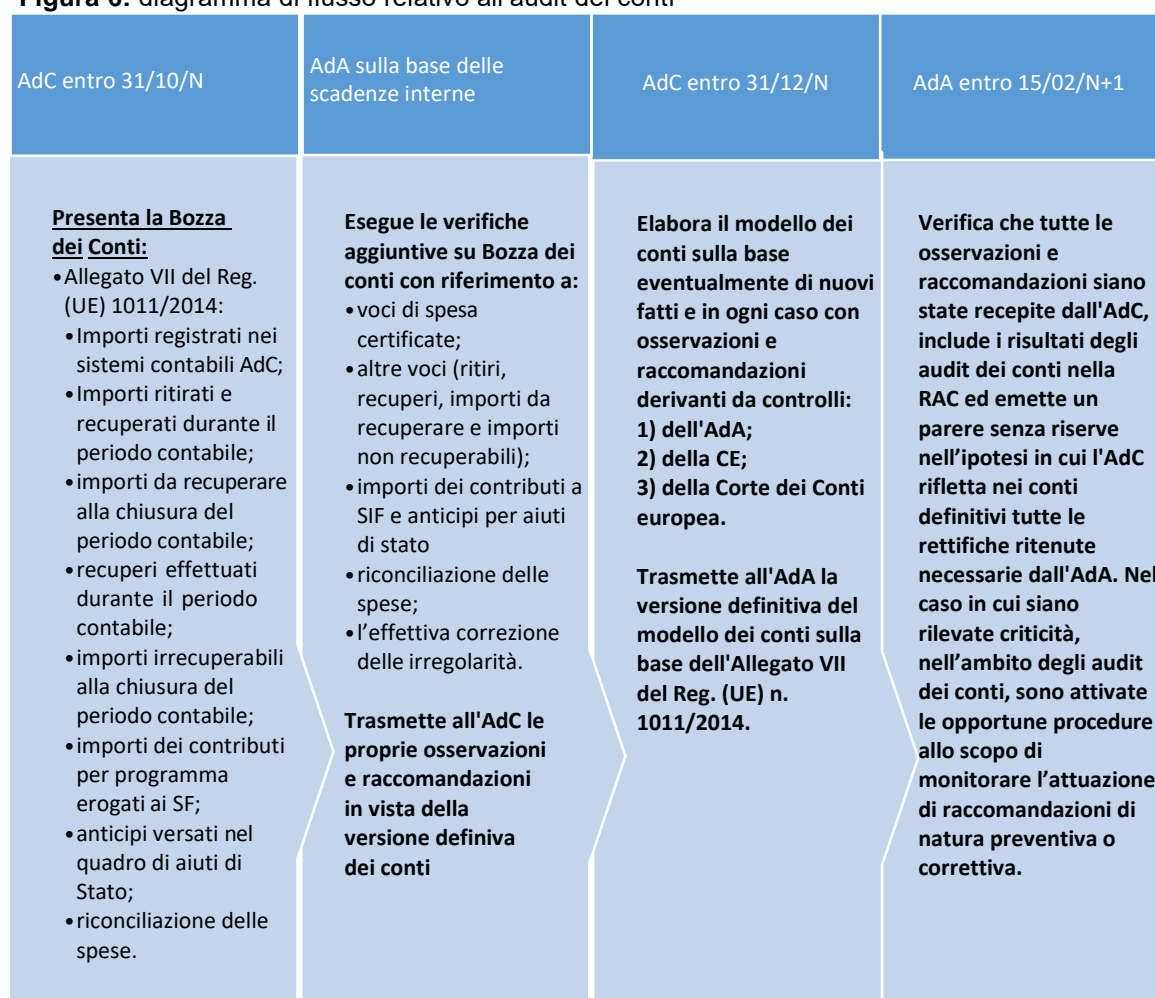 Figura 6: diagramma di flusso relativo all'audit dei conti
AdC entro 31/10/N
AdA sulla base delle
scadenze interne
AdC entro 31/12/N
AdA entro 15/02/N+1
Presenta la Bozza
dei Conti:
•Allegato VII del Reg.
(UE) 1011/2014:
•Importi registrati nei
sistemi contabili AdC;
•Importi ritirati e
recuperati durante il
periodo contabile;
•importi da recuperare
alla chiusura del
periodo contabile;
•recuperi effettuati
durante il periodo
contabile;
•importi irrecuperabili
alla chiusura del
periodo contabile;
•importi dei contributi
per programma
erogati ai SF;
•anticipi versati nel
quadro di aiuti di
Stato;
•riconciliazione delle
spese.
Esegue le verifiche
aggiuntive su Bozza dei
conti con riferimento a:
•voci di spesa
certificate;
•altre voci (ritiri,
recuperi, importi da
recuperare e importi
non recuperabili);
•importi dei contributi a
SIF e anticipi per aiuti
di stato
•riconciliazione delle
spese;
•l’effettiva correzione
delle irregolarità.
Trasmette all'AdC le
proprie osservazioni
e raccomandazioni
in vista della
versione definiva
dei conti
Elabora il modello dei
conti sulla base
eventualmente di nuovi
fatti e in ogni caso con
osservazioni e
raccomandazioni
derivanti da controlli:
1) dell'AdA;
2) della CE;
3) della Corte dei Conti
europea.
Trasmette all'AdA la
versione definitiva del
modello dei conti sulla
base dell'Allegato VII
del Reg. (UE) n.
1011/2014.
Verifica che tutte le
osservazioni e
raccomandazioni siano
state recepite dall'AdC,
include i risultati degli
audit dei conti nella
RAC ed emette un
parere senza riserve
nell’ipotesi in cui l'AdC
rifletta nei conti
definitivi tutte le
rettifiche ritenute
necessarie dall'AdA. Nel
caso in cui siano
rilevate criticità,
nell’ambito degli audit
dei conti, sono attivate
le opportune procedure
allo scopo di
monitorare l’attuazione
di raccomandazioni di
natura preventiva o
correttiva.